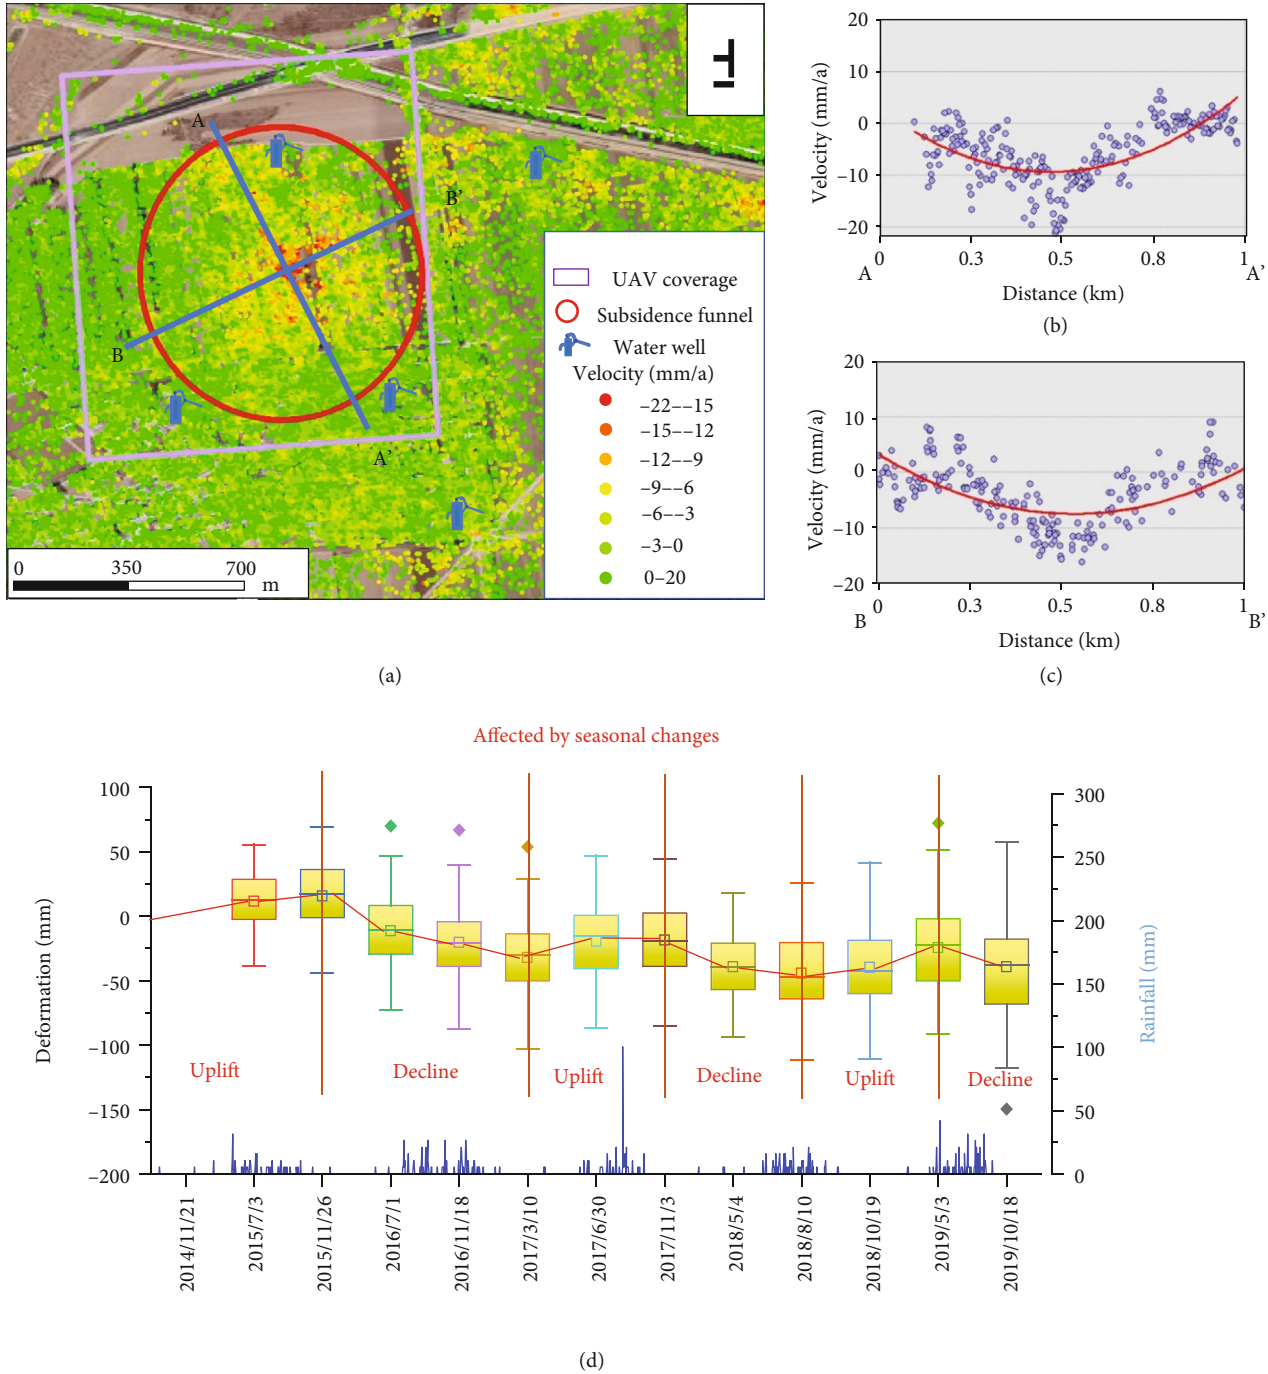 A
B'
B
A'
UAV coverage
Subsidence funnel
Water well
Velocity (mm/a)
–22––15
–15––12
–12––9
–9––6
–6––3
–3–0
0–20
0 350 700 m
(a)
20
10
0
–10
–20
Velocity (mm/a)
0 0.3 0.5 0.8 1
A A'
Distance (km)
(b)
20
10
0
–10
–20
Velocity (mm/a)
0 0.3 0.5 0.8 1
B B'
Distance (km)
(c)
Affected by seasonal changes
100
50
0
–50
–100
–150
–200
Deformation (mm)
300
250
200
150
100
50
0
Rainfall (mm)
Uplift
Decline
Uplift
Decline
Uplift
Decline
2014/11/21
2015/7/3
2015/11/26
2016/7/1
2016/11/18
2017/3/10
2017/6/30
2017/11/3
2018/5/4
2018/8/10
2018/10/19
2019/5/3
2019/10/18
(d)